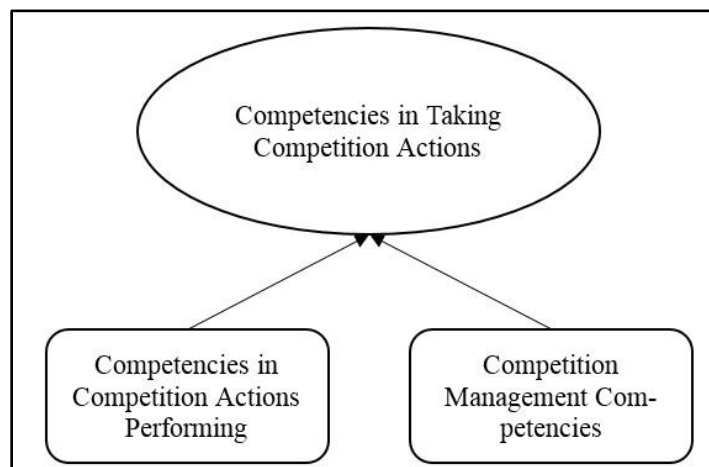 Competencies in Taking
Competition Actions
Competencies in
Competition Actions
Performing
Competition
Management Com-
petencies